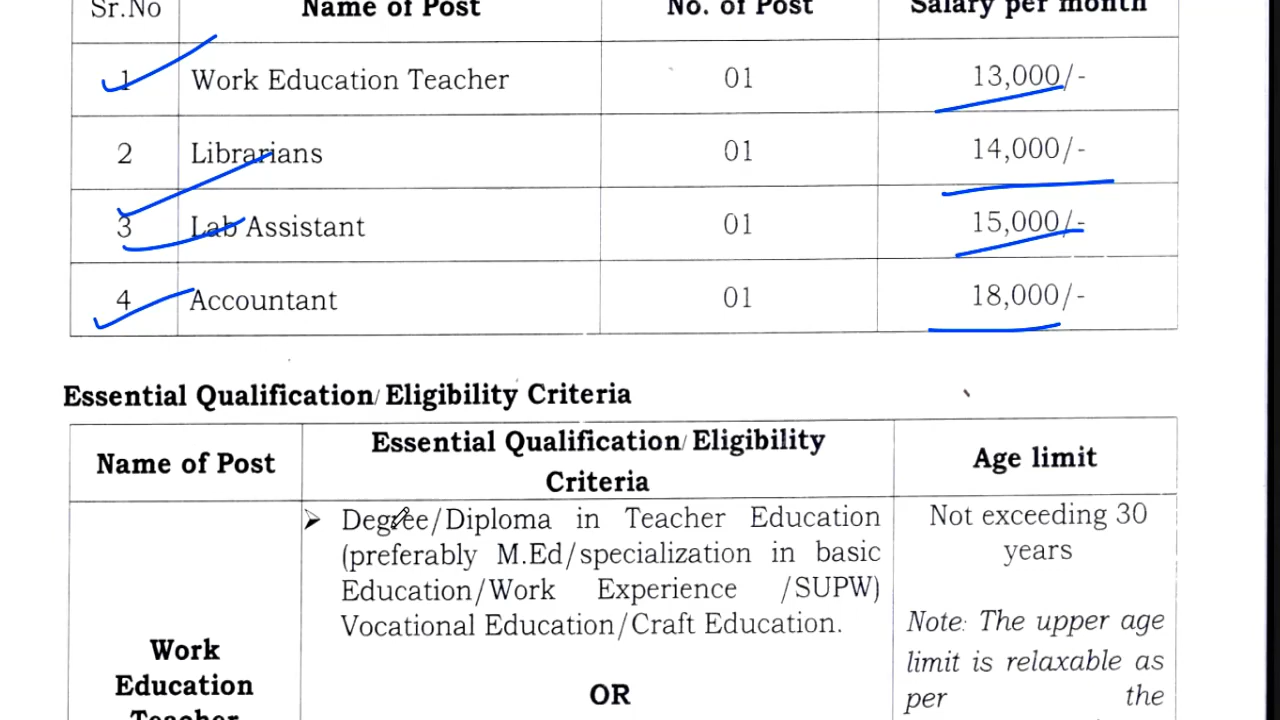 Sr.No Name of Post No. of Post Salary per month
1 Work Education Teacher 01 13,000/-
2 Librarians 01 14,000/-
3 Lab Assistant 01 15,000/-
4 Accountant 01 18,000/-
Essential Qualification/Eligibility Criteria
Name of Post
Essential Qualification/Eligibility
Criteria
Age limit
➢ Degree/Diploma in Teacher Education
(preferably M.Ed/specialization in basic
Education/Work Experience /SUPW)
Vocational Education/Craft Education.
OR
Work
Education
Teacher
Not exceeding 30
years
Note: The upper age
limit is relaxable as
per the